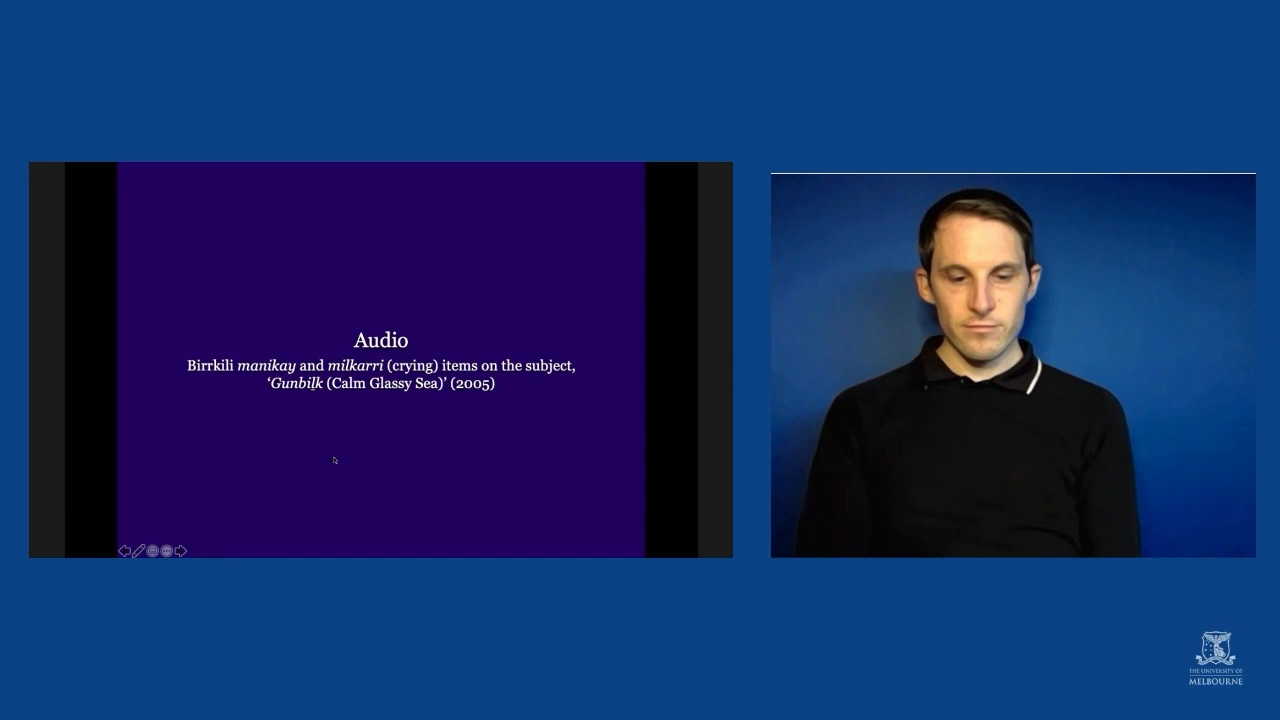 Audio
Birrkili manikay and milkarri (crying) items on the subject,
‘Gunbiḻk (Calm Glassy Sea)’ (2005)
THE UNIVERSITY OF
MELBOURNE